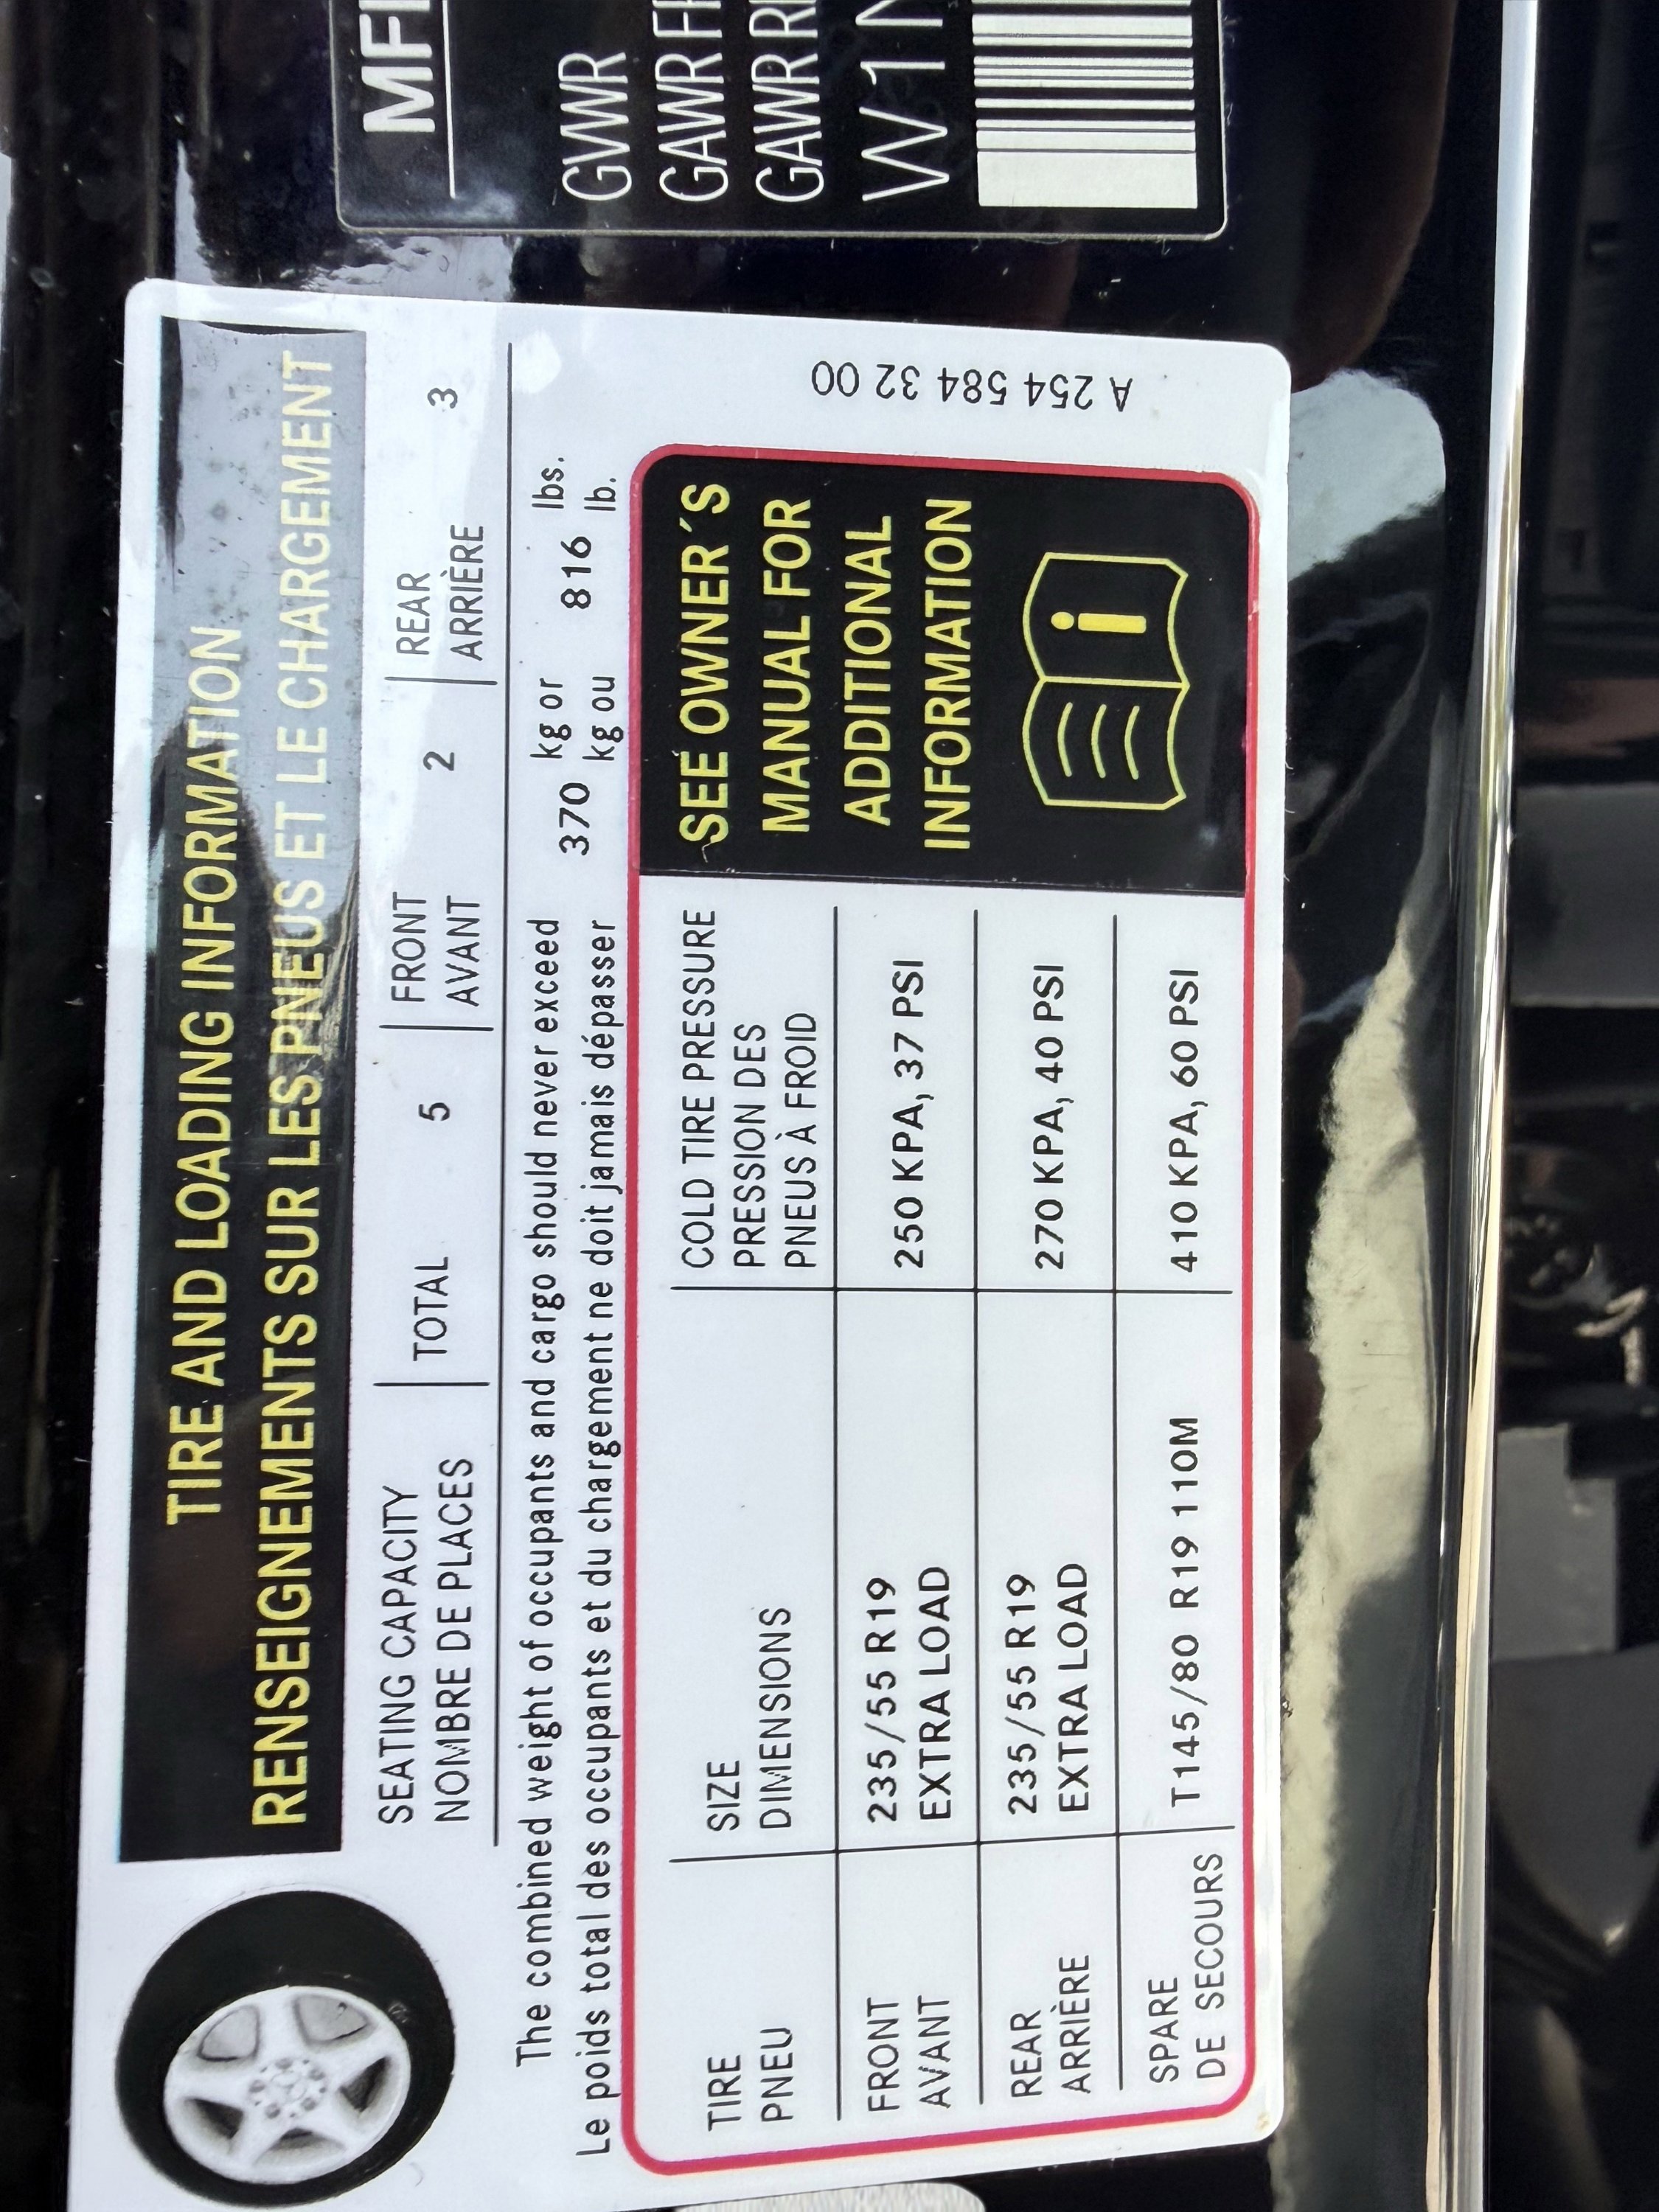 TIRE AND LOADING INFORMATION
RENSEIGNEMENTS SUR LES PNEUS ET LE CHARGEMENT
SEATING CAPACITY
NOMBRE DE PLACES
TOTAL 5
FRONT
AVANT
2
REAR
ARRIÈRE
3
The combined weight of occupants and cargo should never exceed 370 kg or 816 lbs.
Le poids total des occupants et du chargement ne doit jamais dépasser kg ou lb.
TIRE
PNEU
SIZE
DIMENSIONS
COLD TIRE PRESSURE
PRESSION DES
PNEUS À FROID
FRONT
AVANT
235/55 R19
EXTRA LOAD
250 KPA, 37 PSI
REAR
ARRIÈRE
235/55 R19
EXTRA LOAD
270 KPA, 40 PSI
SPARE
DE SECOURS
T145/80 R19 110M
410 KPA, 60 PSI
SEE OWNER´S
MANUAL FOR
ADDITIONAL
INFORMATION
i
A 254 584 32 00
GVWR
GAWR
GAWR
W1N